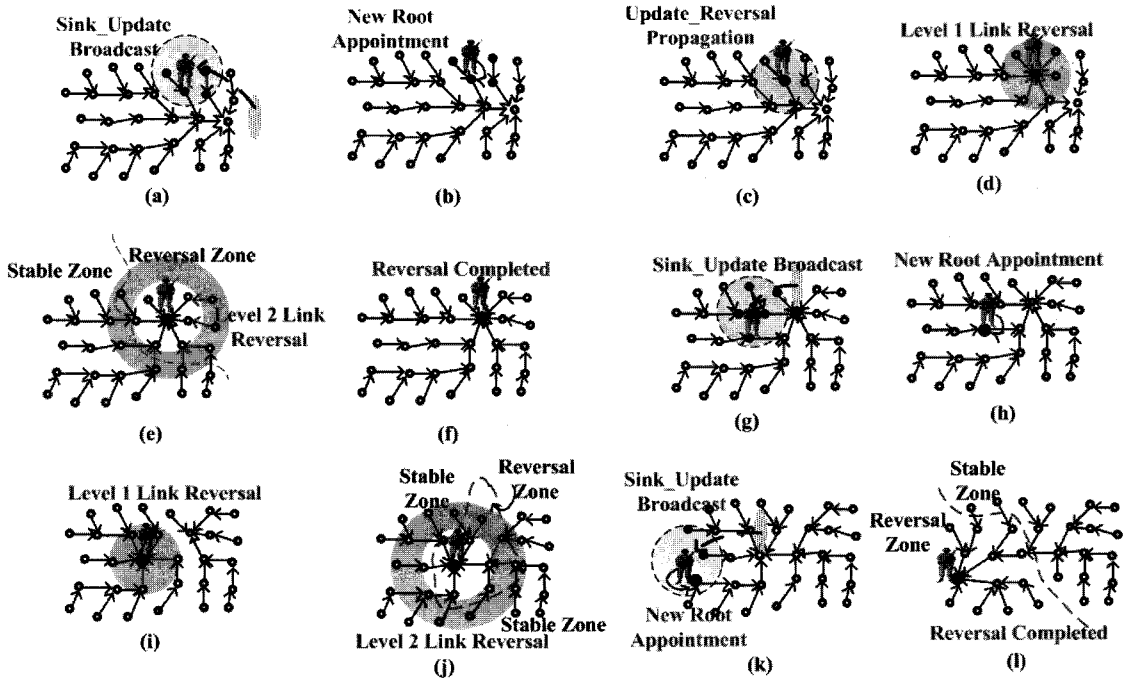 Sink_Update
Broadcast
(a)
New Root
Appointment
(b)
Update_Reversal
Propagation
(c)
Level 1 Link Reversal
(d)
Stable Zone
Reversal Zone
Level 2 Link
Reversal
(e)
Reversal Completed
(f)
Sink_Update Broadcast
(g)
New Root Appointment
(h)
Level 1 Link Reversal
(i)
Stable
Zone
Reversal
Zone
Stable Zone
Level 2 Link Reversal
(j)
Sink_Update
Broadcast
New Root
Appointment
(k)
Stable
Zone
Reversal
Zone
Reversal Completed
(l)